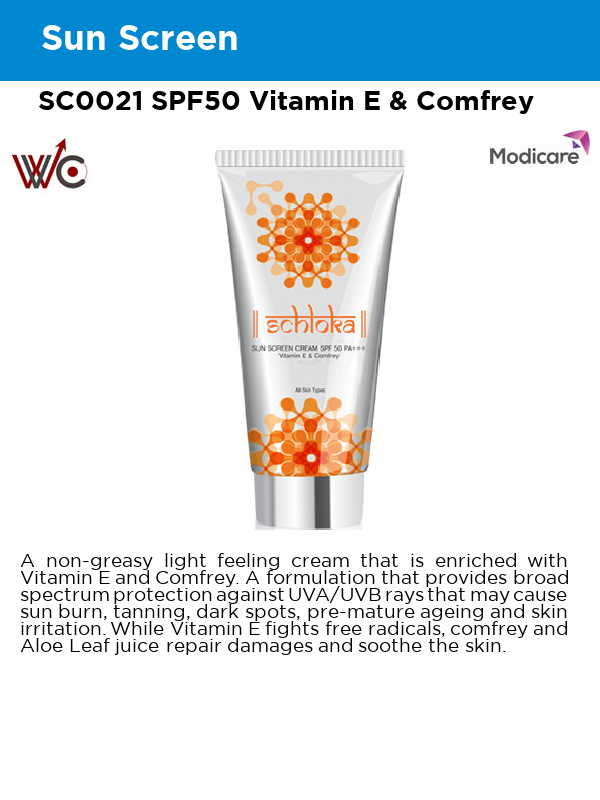 Sun Screen
SC0021 SPF50 Vitamin E & Comfrey
WC
Modicare
|| schloka ||
SUN SCREEN CREAM SPF 50 PA+++
'Vitamin E & Comfrey'
All Skin Types
A non-greasy light feeling cream that is enriched with
Vitamin E and Comfrey. A formulation that provides broad
spectrum protection against UVA/UVB rays that may cause
sun burn, tanning, dark spots, pre-mature ageing and skin
irritation. While Vitamin E fights free radicals, comfrey and
Aloe Leaf juice repair damages and soothe the skin.